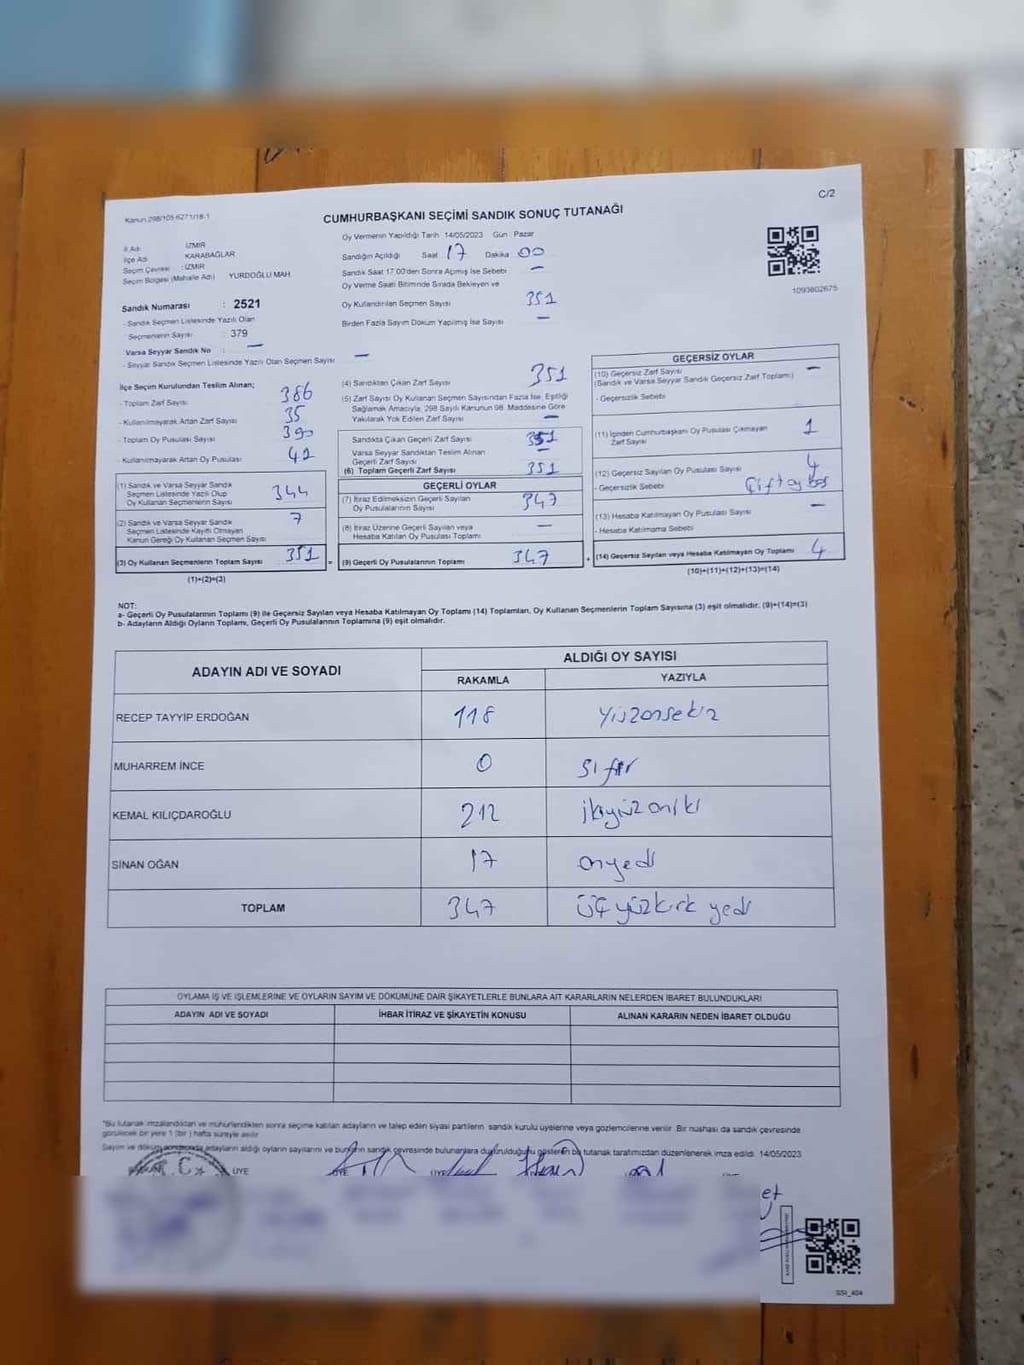 Kanun 298/105-6271/18-1
C/2
CUMHURBAŞKANI SEÇİMİ SANDIK SONUÇ TUTANAĞI
İl Adı : İZMİR
İlçe Adı : KARABAĞLAR
Seçim Çevresi : İZMİR
Seçim Bölgesi (Mahalle Adı) YURDOĞLU MAH.
Sandık Numarası : 2521
- Sandık Seçmen Listesinde Yazılı Olan
Seçmenlerin Sayısı : 379
Varsa Seyyar Sandık No : —
- Seyyar Sandık Seçmen Listesinde Yazılı Olan Seçmen Sayısı —
Oy Vermenin Yapıldığı Tarih 14/05/2023 Gün Pazar
Sandığın Açıldığı Saat 17 Dakika 00
Sandık Saat 17.00'den Sonra Açılmış İse Sebebi —
Oy Verme Saati Bitiminde Sırada Bekleyen ve
Oy Kullandırılan Seçmen Sayısı 351
Birden Fazla Sayım Döküm Yapılmış İse Sayısı —
1093802675
İlçe Seçim Kurulundan Teslim Alınan;
- Toplam Zarf Sayısı 386
- Kullanılmayarak Artan Zarf Sayısı 35
- Toplam Oy Pusulası Sayısı 390
- Kullanılmayarak Artan Oy Pusulası
(1) Sandık ve Varsa Seyyar Sandık
Seçmen Listesinde Yazılı Olup
Oy Kullanan Seçmenlerin Sayısı 344
(2) Sandık ve Varsa Seyyar Sandık
Seçmen Listesinde Kayıtlı Olmayan
Kanun Gereği Oy Kullanan Seçmen Sayısı 7
(3) Oy Kullanan Seçmenlerin Toplam Sayısı 351
(1)+(2)=(3)
(4) Sandıktan Çıkan Zarf Sayısı 351
(5) Zarf Sayısı Oy Kullanan Seçmen Sayısından Fazla İse, Eşitliği
Sağlamak Amacıyla, 298 Sayılı Kanunun 98. Maddesine Göre
Yakılarak Yok Edilen Zarf Sayısı —
Sandıkta Çıkan Geçerli Zarf Sayısı 351
Varsa Seyyar Sandıktan Teslim Alınan
Geçerli Zarf Sayısı —
(6) Toplam Geçerli Zarf Sayısı 351
GEÇERLİ OYLAR
(7) İtiraz Edilmeksizin Geçerli Sayılan
Oy Pusulalarının Sayısı 347
(8) İtiraz Üzerine Geçerli Sayılan veya
Hesaba Katılan Oy Pusulası Toplamı —
(9) Geçerli Oy Pusulalarının Toplamı 347
GEÇERSİZ OYLAR
(10) Geçersiz Zarf Sayısı —
(Sandık ve Varsa Seyyar Sandık Geçersiz Zarf Toplamı)
- Geçersizlik Sebebi
(11) İçinden Cumhurbaşkanı Oy Pusulası Çıkmayan
Zarf Sayısı 1
(12) Geçersiz Sayılan Oy Pusulası Sayısı 4
- Geçersizlik Sebebi Çift oy
(13) Hesaba Katılmayan Oy Pusulası Sayısı —
- Hesaba Katılmama Sebebi
(14) Geçersiz Sayılan veya Hesaba Katılmayan Oy Toplamı 4
(10)+(11)+(12)+(13)=(14)
NOT:
a- Geçerli Oy Pusulalarının Toplamı (9) ile Geçersiz Sayılan veya Hesaba Katılmayan Oy Toplamı (14) Toplamları, Oy Kullanan Seçmenlerin Toplam Sayısına (3) eşit olmalıdır. (9)+(14)=(3)
b- Adayların Aldığı Oyların Toplamı, Geçerli Oy Pusulalarının Toplamına (9) eşit olmalıdır.
ADAYIN ADI VE SOYADI ALDIĞI OY SAYISI
RAKAMLA YAZIYLA
RECEP TAYYİP ERDOĞAN 118 Yüzonsekiz
MUHARREM İNCE 0 sıfır
KEMAL KILIÇDAROĞLU 212 ikiyüzoniki
SİNAN OĞAN 17 onyedi
TOPLAM 347 üçyüzkırk yedi
OYLAMA İŞ VE İŞLEMLERİNE VE OYLARIN SAYIM VE DÖKÜMÜNE DAİR ŞİKAYETLERLE BUNLARA AİT KARARLARIN NELERDEN İBARET BULUNDUKLARI
ADAYIN ADI VE SOYADI İHBAR İTİRAZ VE ŞİKAYETİN KONUSU ALINAN KARARIN NEDEN İBARET OLDUĞU
"Bu tutanak imzalandıktan ve mühürlendikten sonra seçime katılan adayların ve talep eden siyasi partilerin sandık kurulu üyelerine veya gözlemcilerine verilir. Bir nüshası da sandık çevresinde
görülecek bir yere 1 (bir) hafta süreyle asılır
Sayım ve döküm sonucunda adayların aldığı oyların sayılarını ve bunların sandık çevresinde bulunanlara duyurulduğunu gösteren bu tutanak tarafımızdan düzenlenerek imza edildi. 14/05/2023
T.C. ÜYE ÜYE
SSI_404